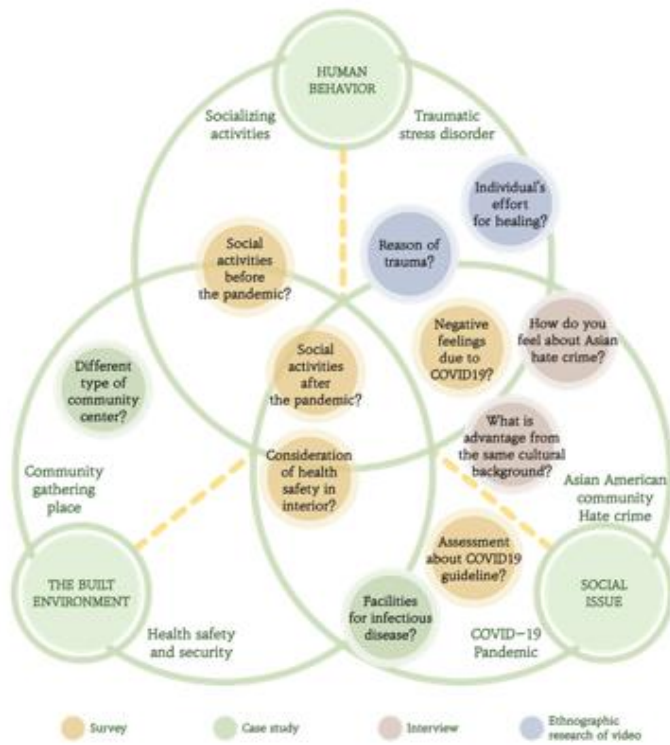 HUMAN
BEHAVIOR
Socializing
activities
Traumatic
stress disorder
Individual's
effort
for healing?
Reason of
trauma?
Social
activities
before
the pandemic?
Negative
feelings
due to
COVID19?
How do you
feel about Asian
hate crime?
Different
type of
community
center?
Social
activities
after
the pandemic?
What is
advantage from
the same cultural
background?
Consideration
of health
safety in
interior?
Community
gathering
place
Asian American
community
Hate crime
Assessment
about COVID19
guideline?
THE BUILT
ENVIRONMENT
SOCIAL
ISSUE
Facilities
for infectious
disease?
Health safety
and security
COVID-19
Pandemic
Survey
Case study
Interview
Ethnographic
research of video